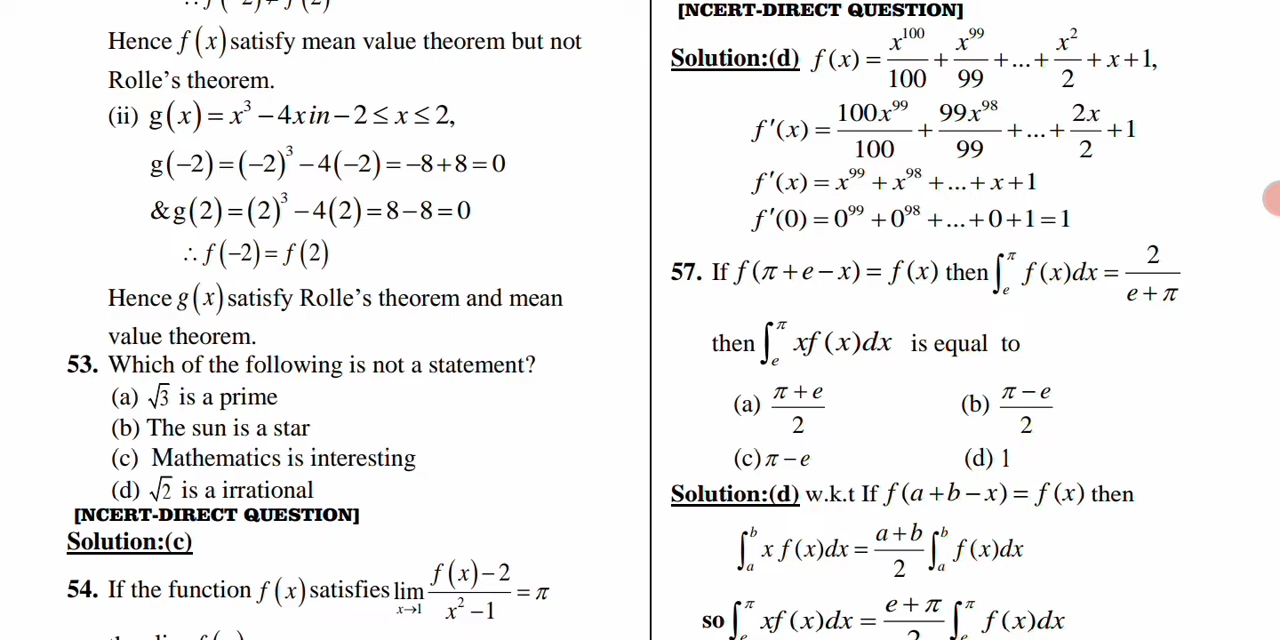 Hence f(x) satisfy mean value theorem but not
Rolle's theorem.
(ii) g(x) = x³ − 4x in − 2 ≤ x ≤ 2,
g(−2) = (−2)³ − 4(−2) = −8 + 8 = 0
& g(2) = (2)³ − 4(2) = 8 − 8 = 0
∴ f(−2) = f(2)
Hence g(x) satisfy Rolle's theorem and mean
value theorem.
53. Which of the following is not a statement?
(a) √3 is a prime
(b) The sun is a star
(c) Mathematics is interesting
(d) √2 is a irrational
[NCERT-DIRECT QUESTION]
Solution:(c)
54. If the function f(x) satisfies lim x→1 (f(x) − 2)/(x² − 1) = π
[NCERT-DIRECT QUESTION]
Solution:(d) f(x) = x¹⁰⁰/100 + x⁹⁹/99 + ... + x²/2 + x + 1,
f'(x) = 100x⁹⁹/100 + 99x⁹⁸/99 + ... + 2x/2 + 1
f'(x) = x⁹⁹ + x⁹⁸ + ... + x + 1
f'(0) = 0⁹⁹ + 0⁹⁸ + ... + 0 + 1 = 1
57. If f(π + e − x) = f(x) then ∫ₑ^π f(x)dx = 2/(e + π)
then ∫ₑ^π xf(x)dx is equal to
(a) (π + e)/2 (b) (π − e)/2
(c) π − e (d) 1
Solution:(d) w.k.t If f(a + b − x) = f(x) then
∫ₐ^b x f(x)dx = (a + b)/2 ∫ₐ^b f(x)dx
so ∫ₑ^π xf(x)dx = (e + π)/2 ∫ₑ^π f(x)dx